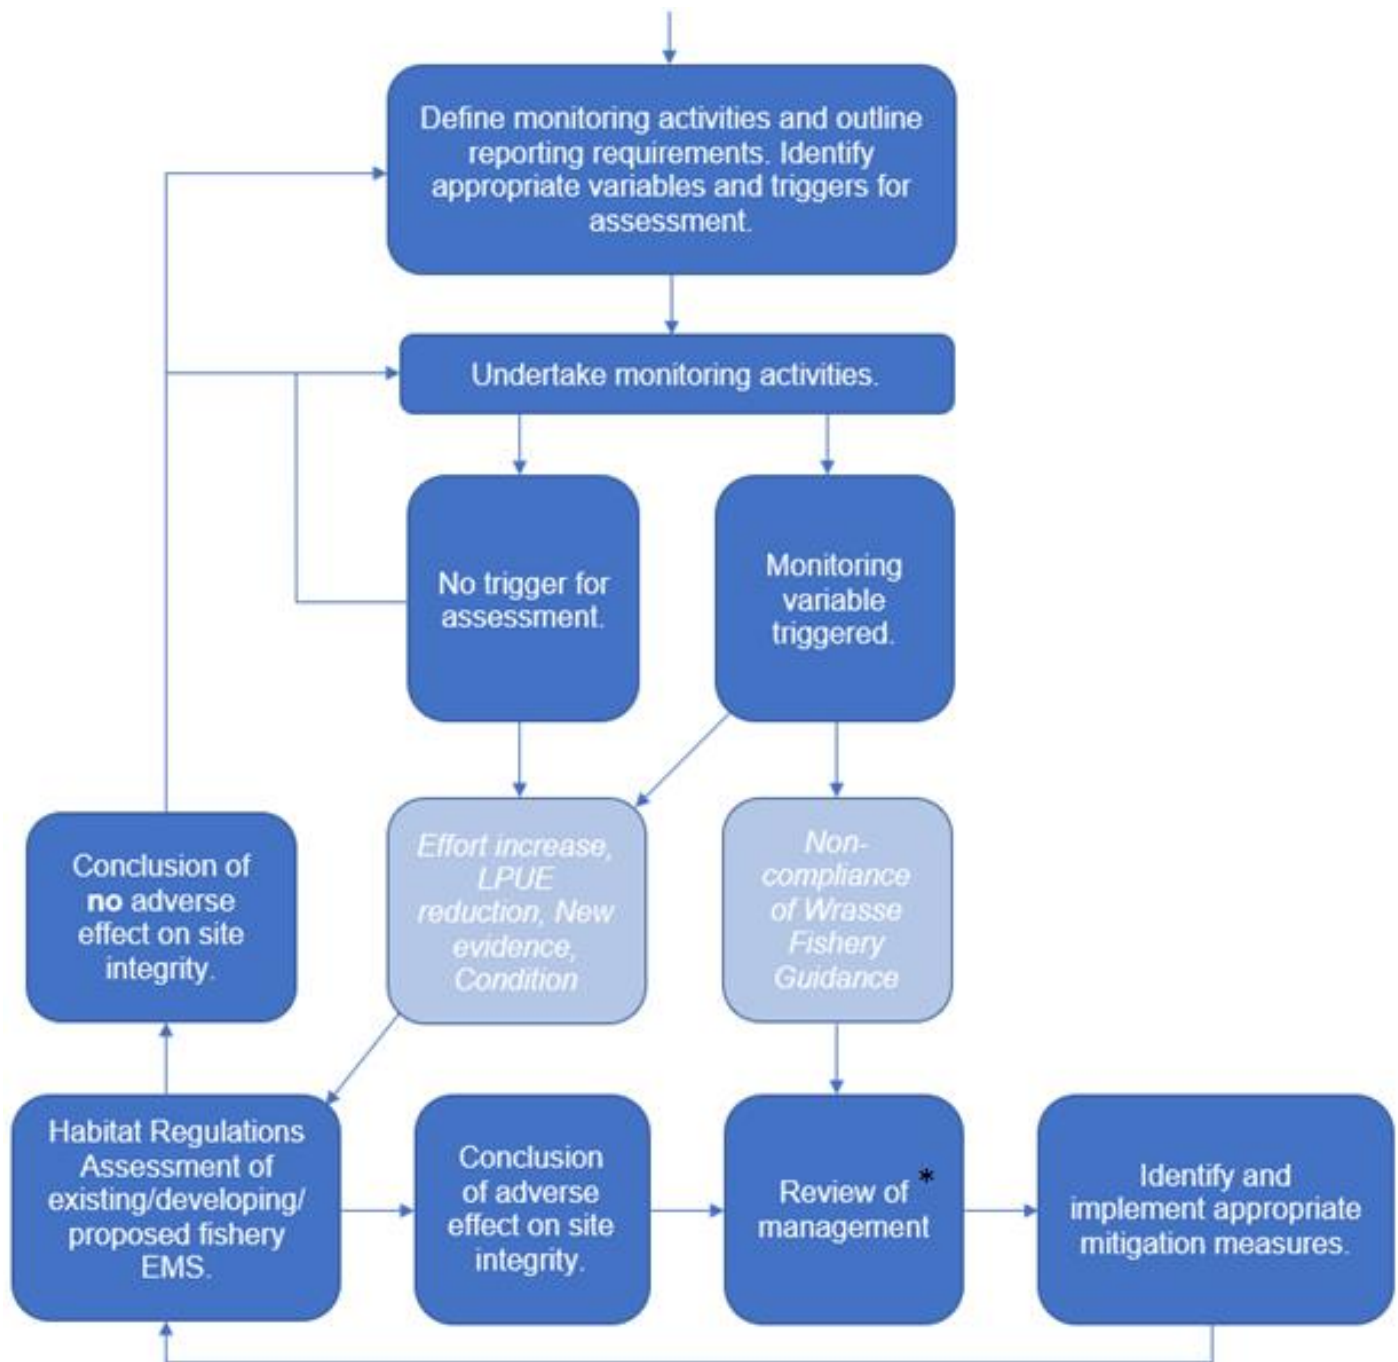 Define monitoring activities and outline
reporting requirements. Identify
appropriate variables and triggers for
assessment.
Undertake monitoring activities.
No trigger for
assessment.
Monitoring
variable
triggered.
Conclusion of
no adverse
effect on site
integrity.
Effort increase,
LPUE
reduction, New
evidence,
Condition
Non-
compliance
of Wrasse
Fishery
Guidance
Habitat Regulations
Assessment of
existing/developing/
proposed fishery
EMS.
Conclusion
of adverse
effect on site
integrity.
Review of *
management
Identify and
implement appropriate
mitigation measures.